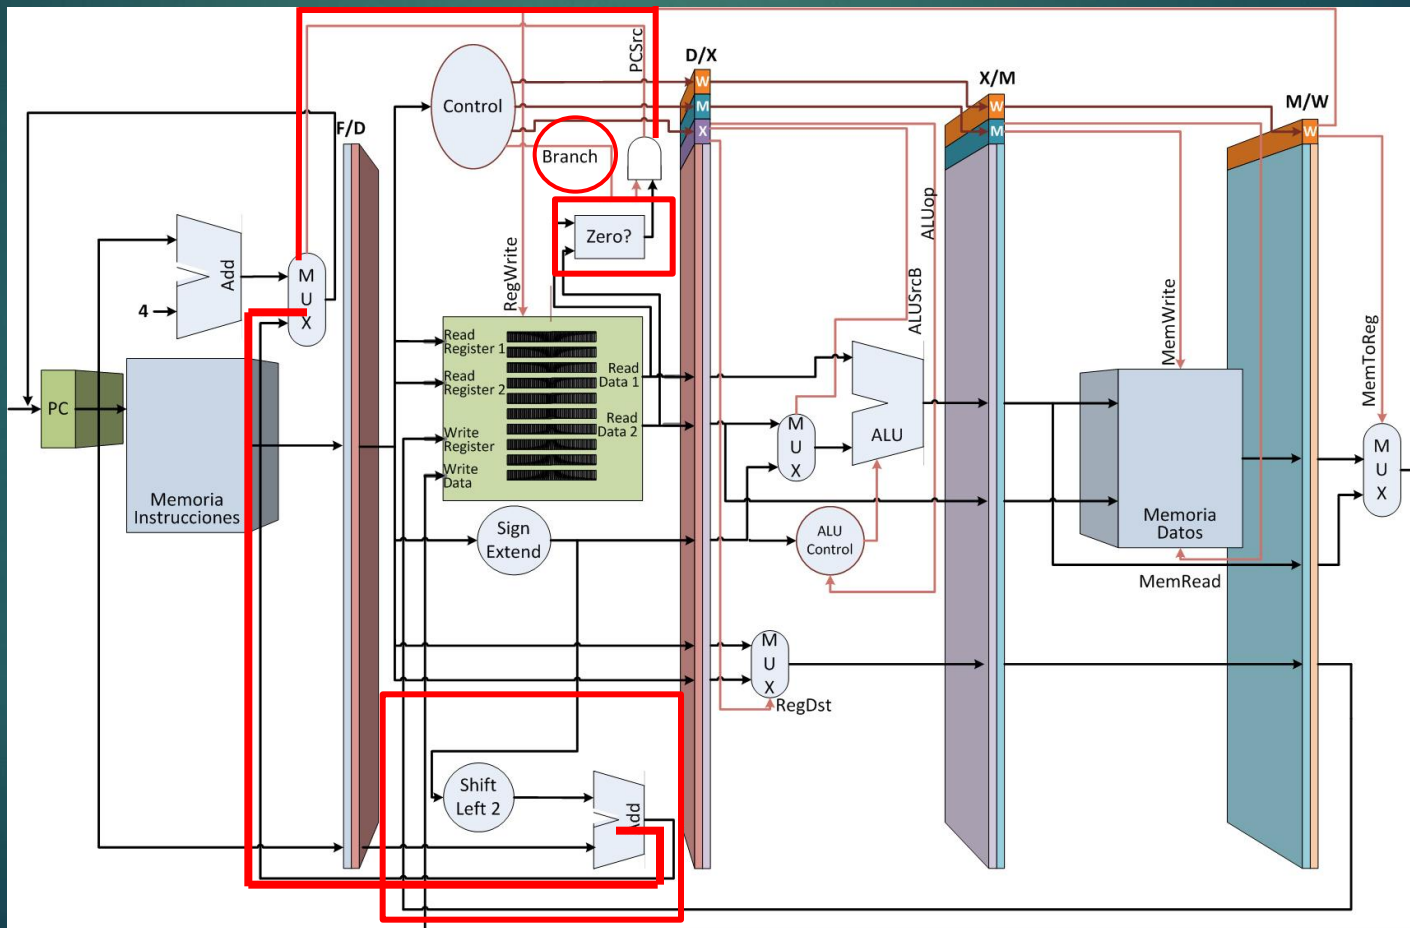 D/X
X/M
M/W
F/D
PCSrc
W
M
X
W
M
W
Control
Branch
Zero?
RegWrite
ALUop
ALUSrcB
MemWrite
MemToReg
Add
4
M
U
X
PC
Memoria
Instrucciones
Read
Register 1
Read
Register 2
Write
Register
Write
Data
Read
Data 1
Read
Data 2
Sign
Extend
M
U
X
ALU
ALU
Control
Memoria
Datos
MemRead
M
U
X
M
U
X
RegDst
Shift
Left 2
Add